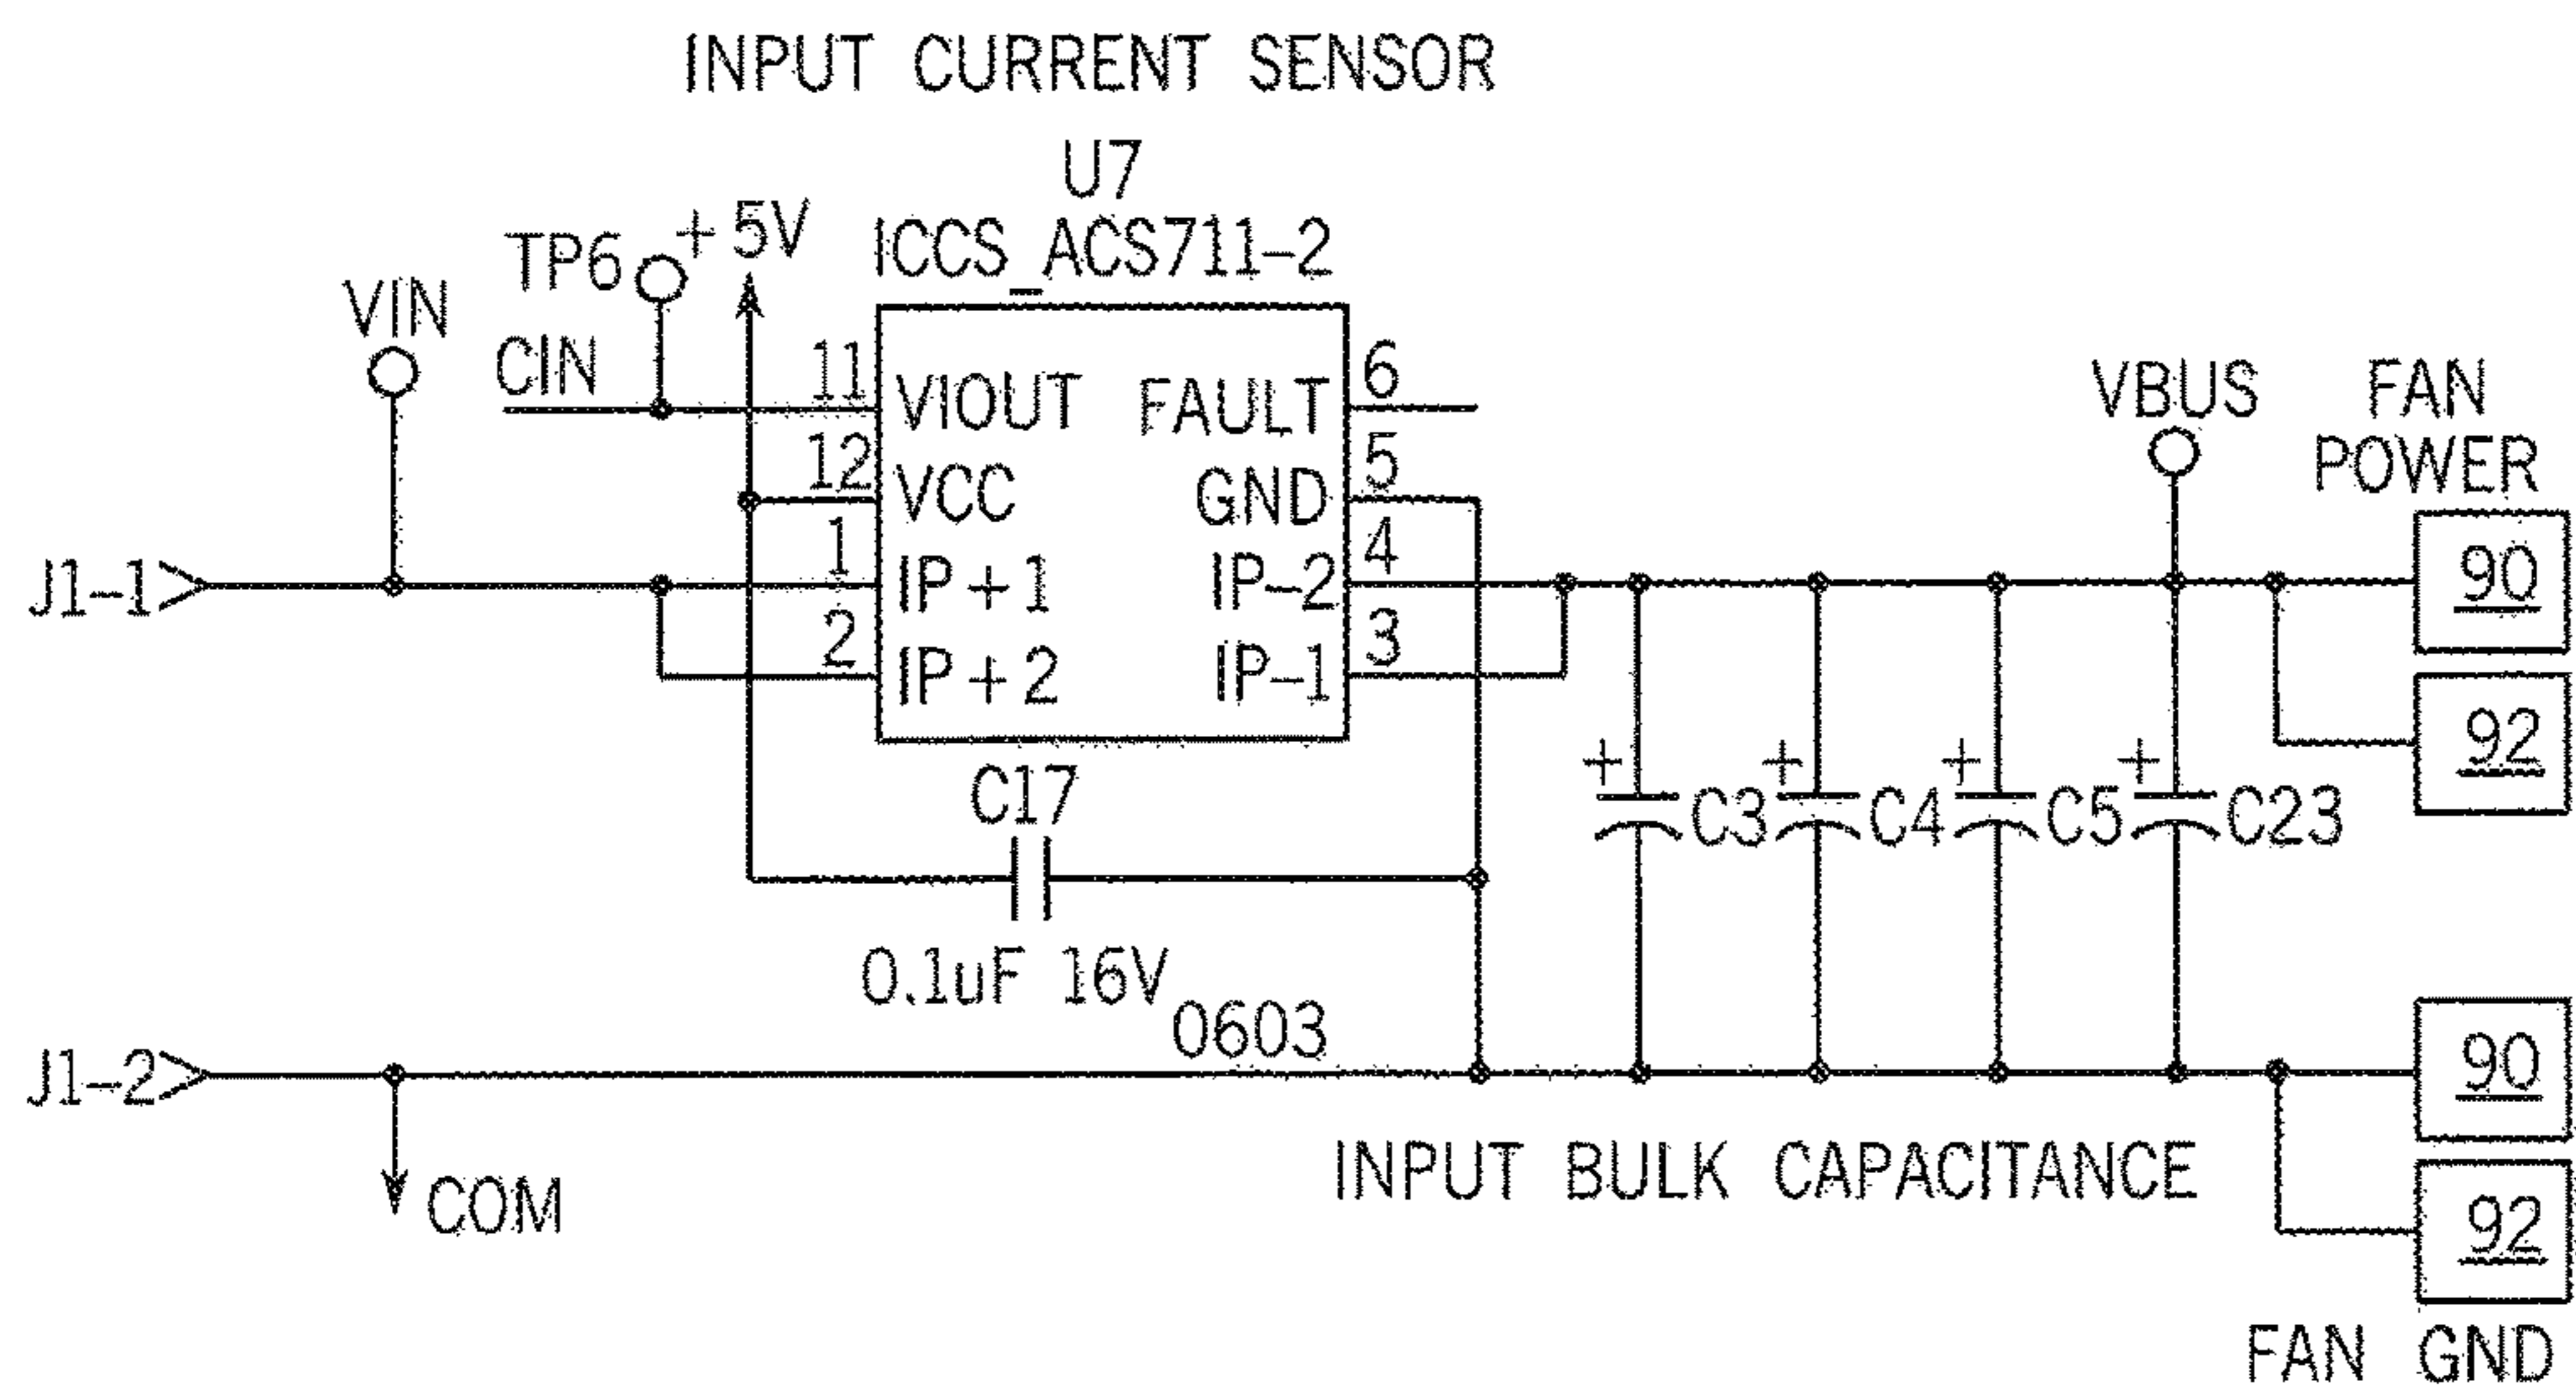 INPUT CURRENT SENSOR
U7
ICCS_ACS711-2
TP6
+5V
VIN
CIN
11
VIOUT
FAULT
6
12
VCC
GND
5
1
IP+1
IP-2
4
2
IP+2
IP-1
3
J1-1
VBUS
FAN
POWER
90
92
C17
0.1uF 16V
0603
+
C3
+
C4
+
C5
+
C23
J1-2
COM
INPUT BULK CAPACITANCE
90
92
FAN GND